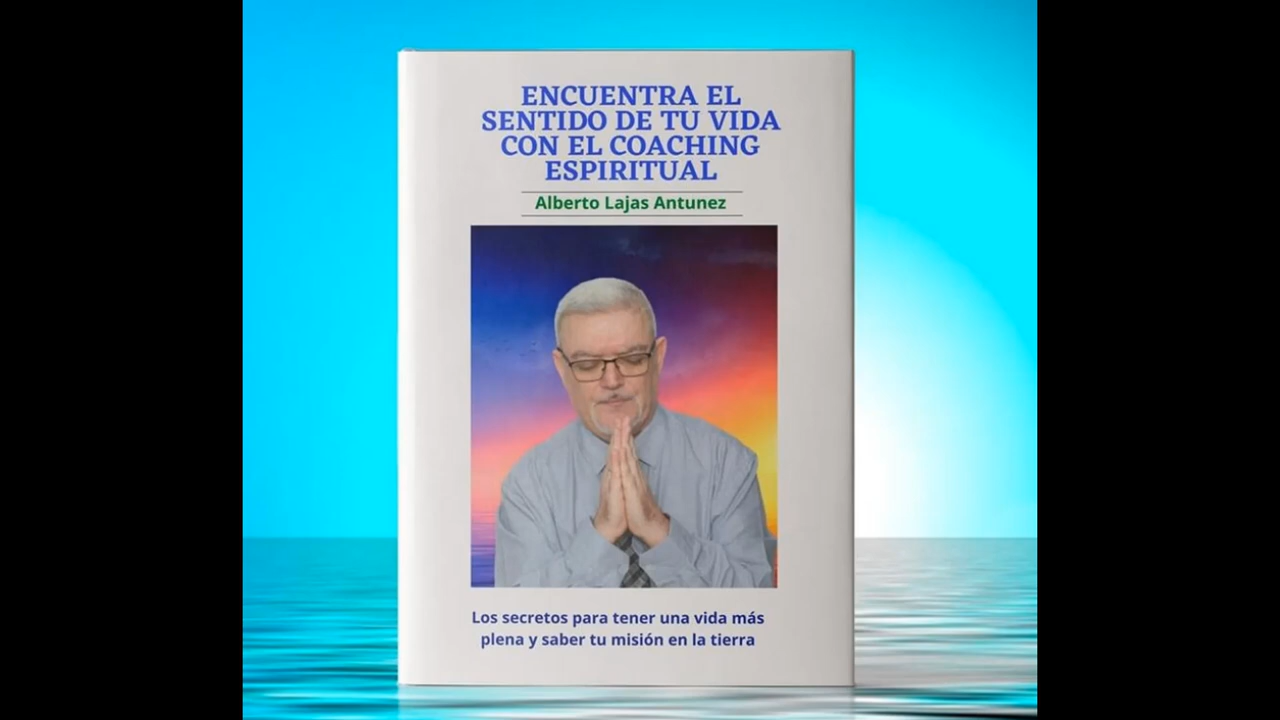 ENCUENTRA EL
SENTIDO DE TU VIDA
CON EL COACHING
ESPIRITUAL
Alberto Lajas Antunez
Los secretos para tener una vida más
plena y saber tu misión en la tierra